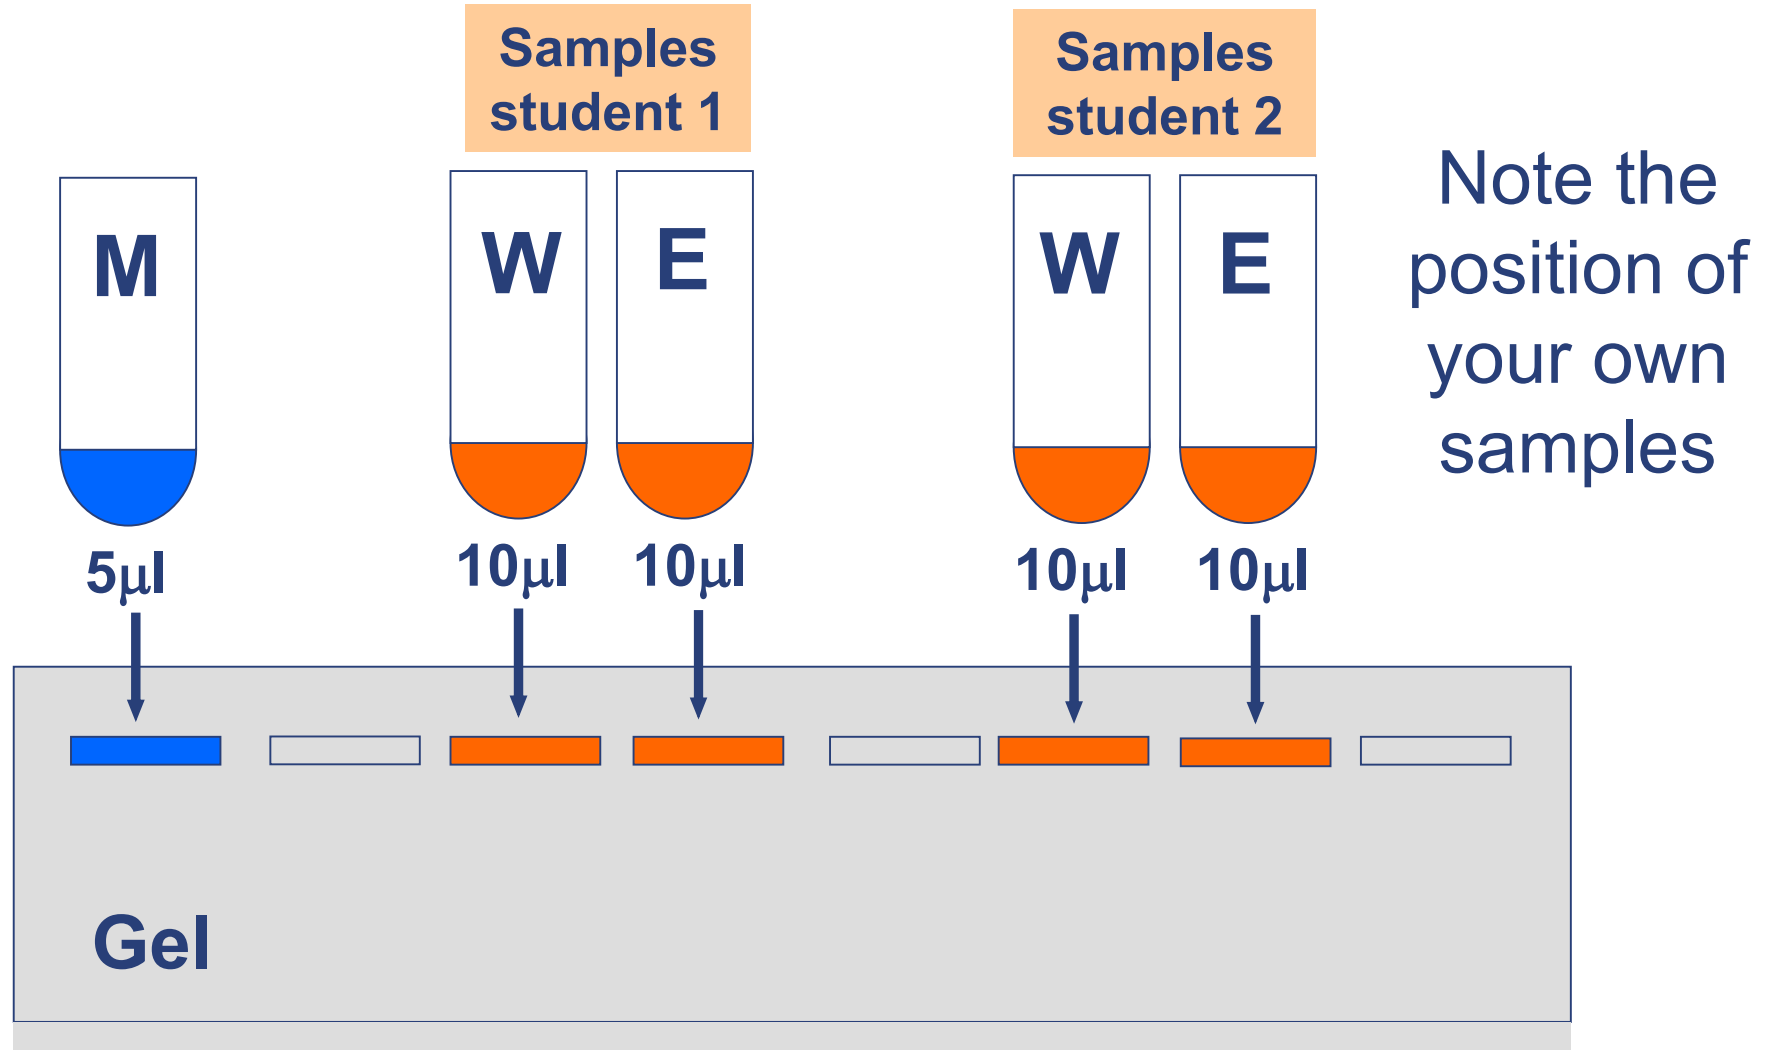 Samples
student 1
Samples
student 2
Note the
position of
your own
samples
M
W
E
W
E
5μl
10μl
10μl
10μl
10μl
Gel